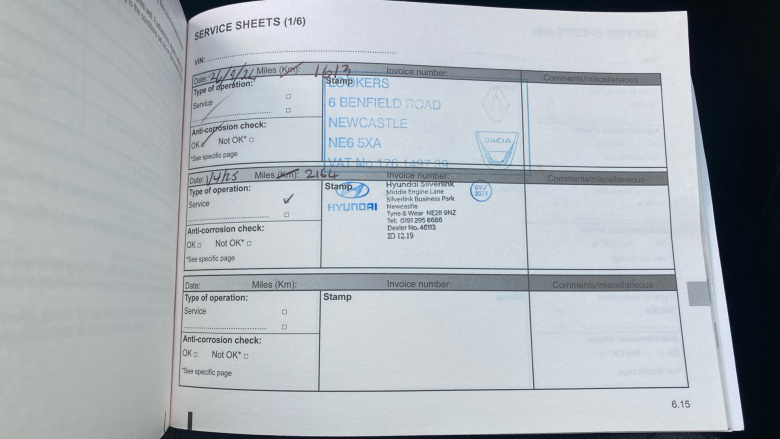 SERVICE SHEETS (1/6)
VIN:
Date: 26/9/24 Miles (Km): 1613 Invoice number: Comments/miscellaneous
Type of operation:
Service
Anti-corrosion check:
OK Not OK*
*See specific page
Stamp
LOOKERS
6 BENFIELD ROAD
NEWCASTLE
NE6 5XA
VAT No
DACIA
Date: 1/4/25 Miles (Km): 2164 Invoice number: Comments/miscellaneous
Type of operation:
Service ✓
Anti-corrosion check:
OK Not OK*
*See specific page
Stamp
HYUNDAI
Hyundai Silverlink
Middle Engine Lane
Silverlink Business Park
Newcastle
Tyne & Wear NE28 9NZ
Tel: 0191 295 8686
Dealer No. 46113
ID 12.19
Date: Miles (Km): Invoice number: Comments/miscellaneous
Type of operation:
Service
Anti-corrosion check:
OK Not OK*
*See specific page
Stamp
6.15